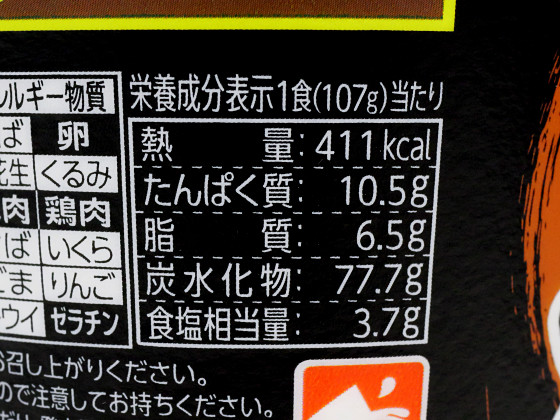 ルギー物質
ば 卵
花生 くるみ
肉 鶏肉
ば いくら
ごま りんご
ウイ ゼラチン
栄養成分表示1食(107g)当たり
熱量: 411kcal
たんぱく質: 10.5g
脂質: 6.5g
炭水化物: 77.7g
食塩相当量: 3.7g
召し上がりください。
ので注意してお持ちください。